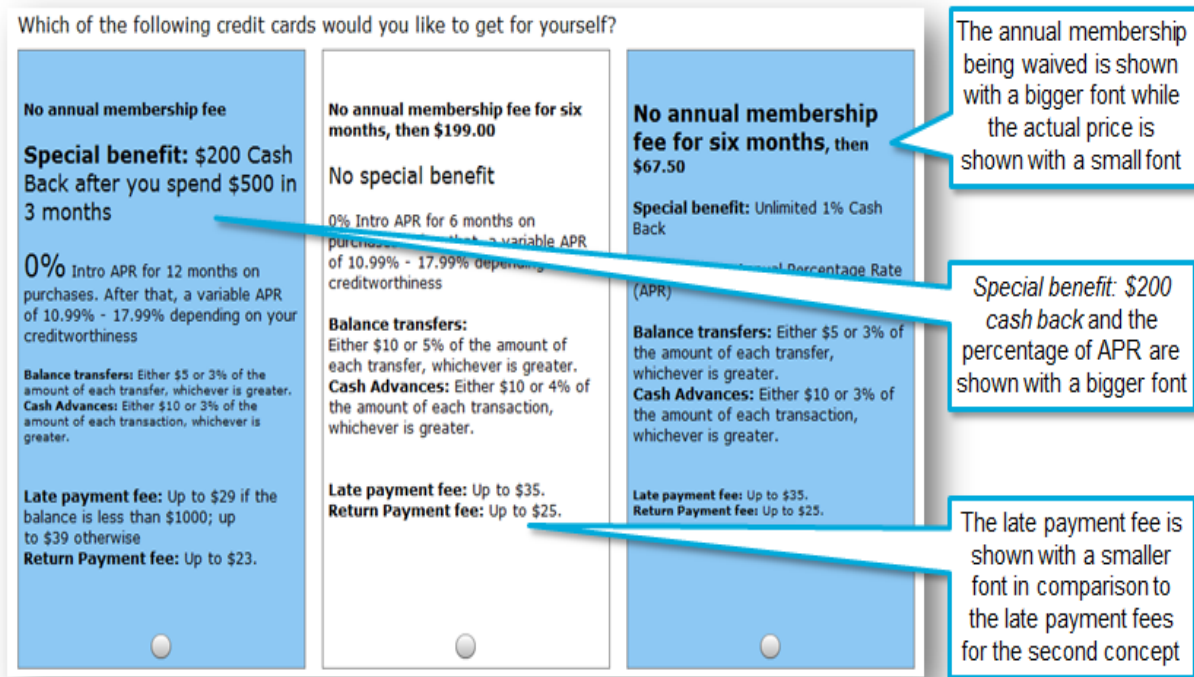 Which of the following credit cards would you like to get for yourself?
No annual membership fee
Special benefit: $200 Cash
Back after you spend $500 in
3 months
0% Intro APR for 12 months on
purchases. After that, a variable APR
of 10.99% - 17.99% depending on your
creditworthiness
Balance transfers: Either $5 or 3% of the
amount of each transfer, whichever is greater.
Cash Advances: Either $10 or 3% of the
amount of each transaction, whichever is
greater.
Late payment fee: Up to $29 if the
balance is less than $1000; up
to $39 otherwise
Return Payment fee: Up to $23.
No annual membership fee for six
months, then $199.00
No special benefit
0% Intro APR for 6 months on
a variable APR
of 10.99% - 17.99% depending
creditworthiness
Balance transfers:
Either $10 or 5% of the amount of
each transfer, whichever is greater.
Cash Advances: Either $10 or 4% of
the amount of each transaction,
whichever is greater.
Late payment fee: Up to $35.
Return Payment fee: Up to $25.
No annual membership
fee for six months, then
$67.50
Special benefit: Unlimited 1% Cash
Back
Percentage Rate
(APR)
Balance transfers: Either $5 or 3% of
the amount of each transfer,
whichever is greater.
Cash Advances: Either $10 or 3% of
the amount of each transaction,
whichever is greater.
Late payment fee: Up to $35.
Return Payment fee: Up to $25.
The annual membership
being waived is shown
with a bigger font while
the actual price is
shown with a small font
Special benefit: $200
cash back and the
percentage of APR are
shown with a bigger font
The late payment fee is
shown with a smaller
font in comparison to
the late payment fees
for the second concept